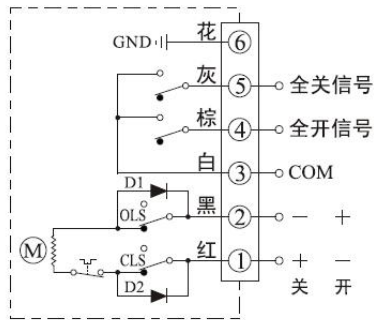 GND 花 6
灰 5 全关信号
棕 4 全开信号
白 3 COM
D1
OLS 黑 2 － ＋
M CLS 红 1 ＋ －
D2 关 开